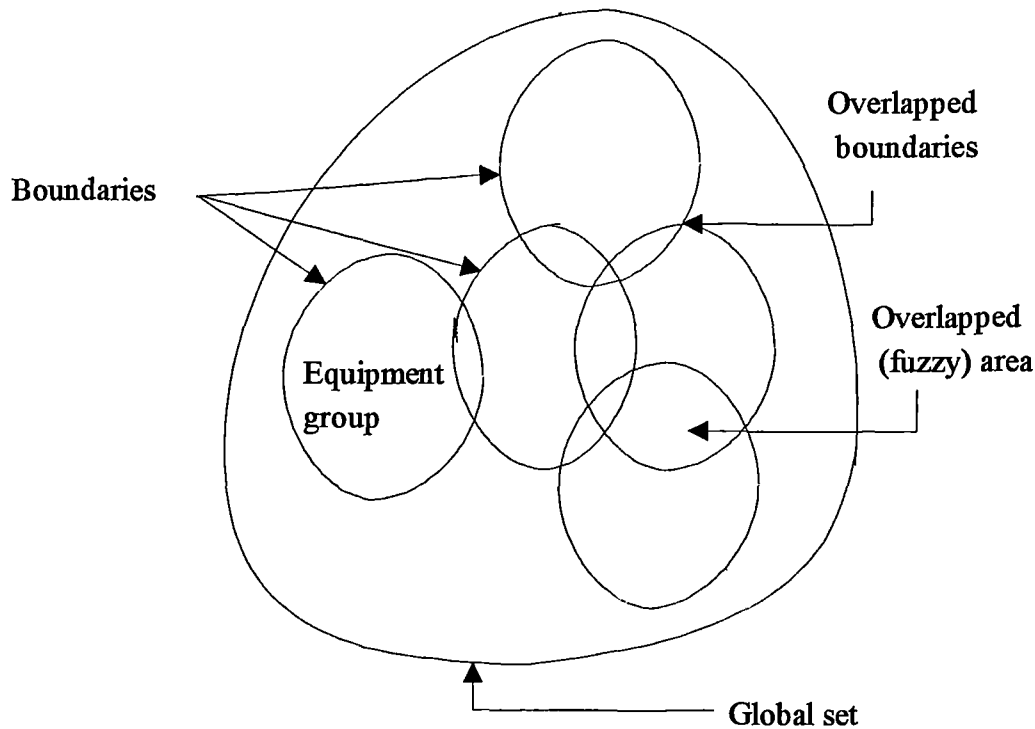 Overlapped
boundaries
Boundaries
Overlapped
(fuzzy) area
Equipment
group
Global set